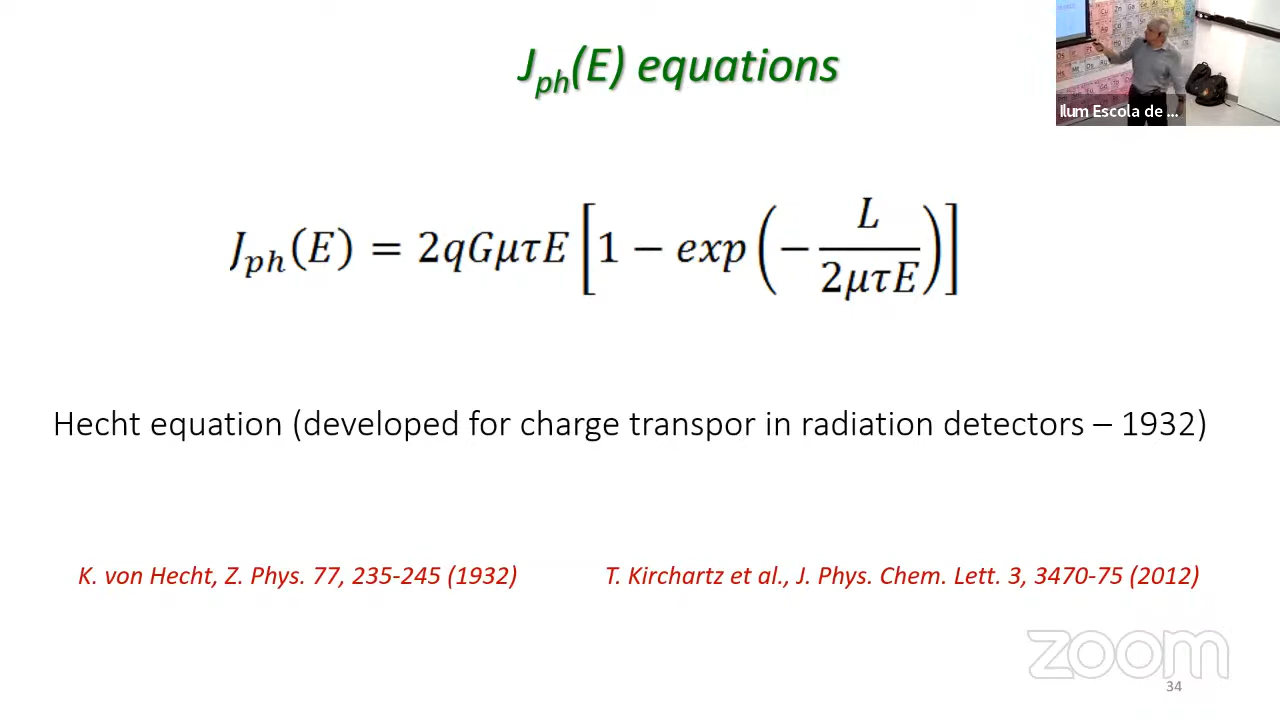 J_ph(E) equations
Ilum Escola de ...
J_ph(E) = 2qGμτE [1 − exp(− L / 2μτE)]
Hecht equation (developed for charge transpor in radiation detectors – 1932)
K. von Hecht, Z. Phys. 77, 235-245 (1932)
T. Kirchartz et al., J. Phys. Chem. Lett. 3, 3470-75 (2012)
zoom
34